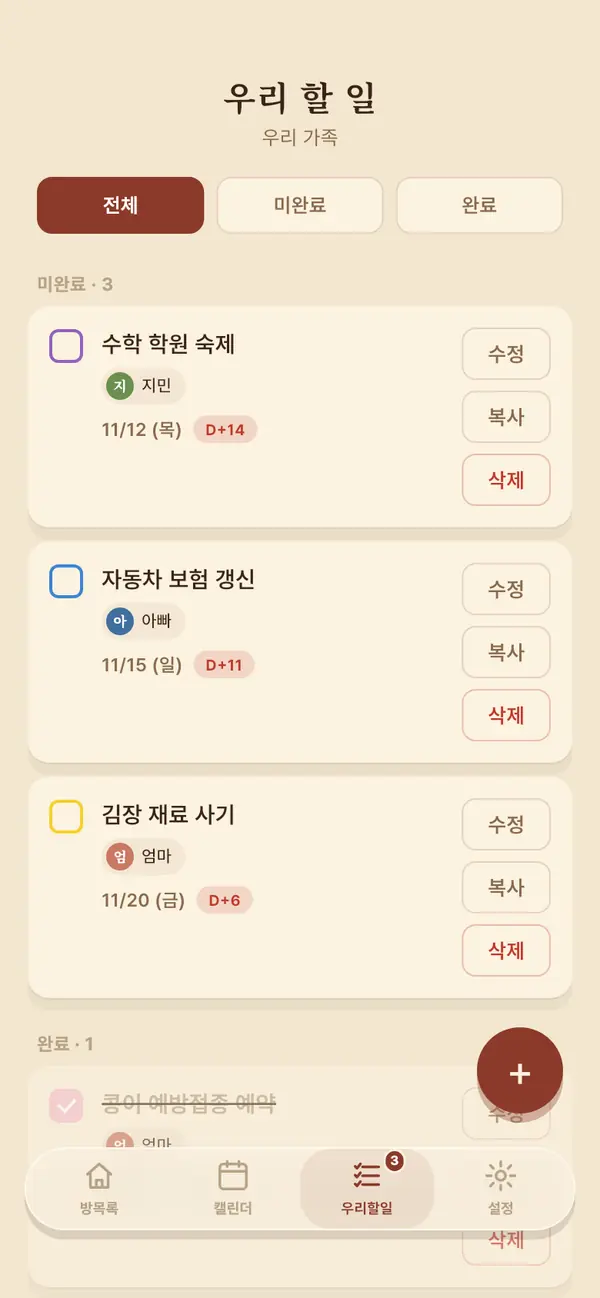 우리 할 일
우리 가족
전체
미완료
완료
미완료 · 3
수학 학원 숙제
수정
지 지민
복사
11/12 (목) D+14
삭제
자동차 보험 갱신
수정
아 아빠
복사
11/15 (일) D+11
삭제
김장 재료 사기
수정
엄 엄마
복사
11/20 (금) D+6
삭제
완료 · 1
+
콩이 예방접종 예약
수정
엄 엄마
3
방목록
캘린더
우리할일
설정
삭제